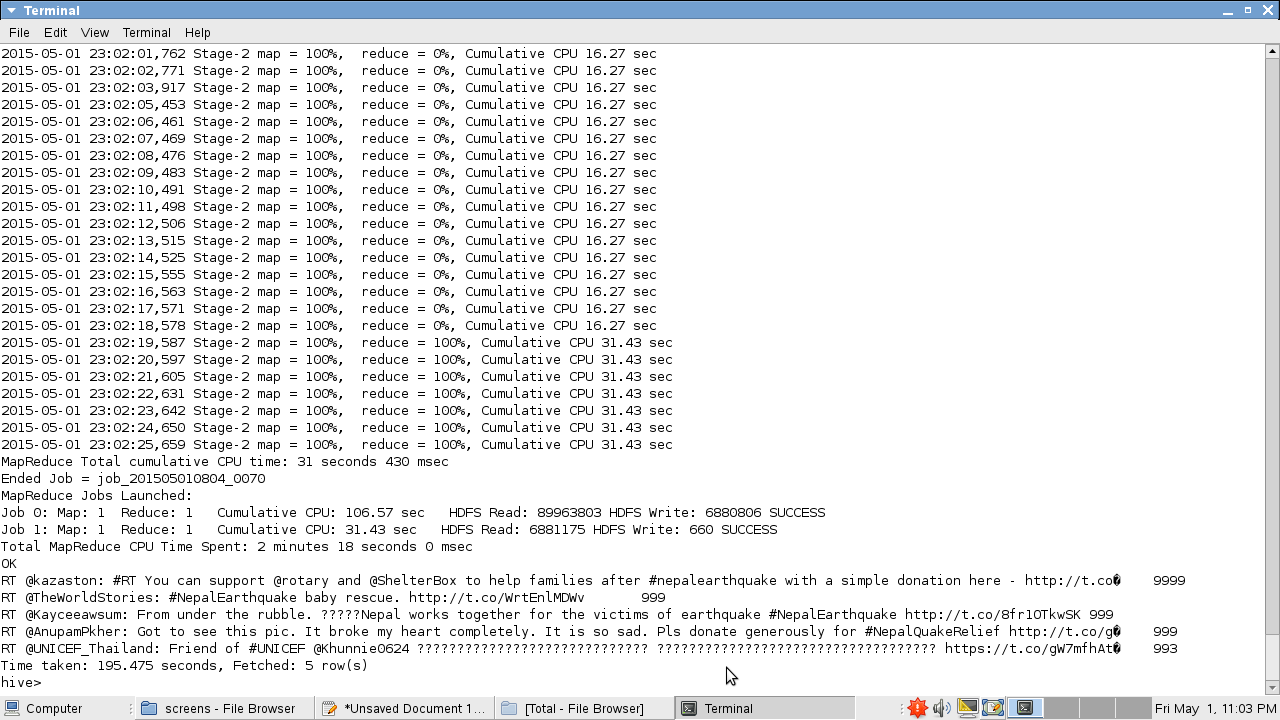 Terminal
File Edit View Terminal Help
2015-05-01 23:02:01,762 Stage-2 map = 100%,  reduce = 0%, Cumulative CPU 16.27 sec
2015-05-01 23:02:02,771 Stage-2 map = 100%,  reduce = 0%, Cumulative CPU 16.27 sec
2015-05-01 23:02:03,917 Stage-2 map = 100%,  reduce = 0%, Cumulative CPU 16.27 sec
2015-05-01 23:02:05,453 Stage-2 map = 100%,  reduce = 0%, Cumulative CPU 16.27 sec
2015-05-01 23:02:06,461 Stage-2 map = 100%,  reduce = 0%, Cumulative CPU 16.27 sec
2015-05-01 23:02:07,469 Stage-2 map = 100%,  reduce = 0%, Cumulative CPU 16.27 sec
2015-05-01 23:02:08,476 Stage-2 map = 100%,  reduce = 0%, Cumulative CPU 16.27 sec
2015-05-01 23:02:09,483 Stage-2 map = 100%,  reduce = 0%, Cumulative CPU 16.27 sec
2015-05-01 23:02:10,491 Stage-2 map = 100%,  reduce = 0%, Cumulative CPU 16.27 sec
2015-05-01 23:02:11,498 Stage-2 map = 100%,  reduce = 0%, Cumulative CPU 16.27 sec
2015-05-01 23:02:12,506 Stage-2 map = 100%,  reduce = 0%, Cumulative CPU 16.27 sec
2015-05-01 23:02:13,515 Stage-2 map = 100%,  reduce = 0%, Cumulative CPU 16.27 sec
2015-05-01 23:02:14,525 Stage-2 map = 100%,  reduce = 0%, Cumulative CPU 16.27 sec
2015-05-01 23:02:15,555 Stage-2 map = 100%,  reduce = 0%, Cumulative CPU 16.27 sec
2015-05-01 23:02:16,563 Stage-2 map = 100%,  reduce = 0%, Cumulative CPU 16.27 sec
2015-05-01 23:02:17,571 Stage-2 map = 100%,  reduce = 0%, Cumulative CPU 16.27 sec
2015-05-01 23:02:18,578 Stage-2 map = 100%,  reduce = 0%, Cumulative CPU 16.27 sec
2015-05-01 23:02:19,587 Stage-2 map = 100%,  reduce = 100%, Cumulative CPU 31.43 sec
2015-05-01 23:02:20,597 Stage-2 map = 100%,  reduce = 100%, Cumulative CPU 31.43 sec
2015-05-01 23:02:21,605 Stage-2 map = 100%,  reduce = 100%, Cumulative CPU 31.43 sec
2015-05-01 23:02:22,631 Stage-2 map = 100%,  reduce = 100%, Cumulative CPU 31.43 sec
2015-05-01 23:02:23,642 Stage-2 map = 100%,  reduce = 100%, Cumulative CPU 31.43 sec
2015-05-01 23:02:24,650 Stage-2 map = 100%,  reduce = 100%, Cumulative CPU 31.43 sec
2015-05-01 23:02:25,659 Stage-2 map = 100%,  reduce = 100%, Cumulative CPU 31.43 sec
MapReduce Total cumulative CPU time: 31 seconds 430 msec
Ended Job = job_201505010804_0070
MapReduce Jobs Launched:
Job 0: Map: 1  Reduce: 1   Cumulative CPU: 106.57 sec   HDFS Read: 89963803 HDFS Write: 6880806 SUCCESS
Job 1: Map: 1  Reduce: 1   Cumulative CPU: 31.43 sec   HDFS Read: 6881175 HDFS Write: 660 SUCCESS
Total MapReduce CPU Time Spent: 2 minutes 18 seconds 0 msec
OK
RT @kazaston: #RT You can support @rotary and @ShelterBox to help families after #nepalearthquake with a simple donation here - http://t.co�    9999
RT @TheWorldStories: #NepalEarthquake baby rescue. http://t.co/WrtEnlMDWv       999
RT @Kayceeawsum: From under the rubble. ?????Nepal works together for the victims of earthquake #NepalEarthquake http://t.co/8fr1OTkwSK 999
RT @AnupamPkher: Got to see this pic. It broke my heart completely. It is so sad. Pls donate generously for #NepalQuakeRelief http://t.co/g�    999
RT @UNICEF_Thailand: Friend of #UNICEF @Khunnie0624 ????????????????????????????? ??????????????????????????????????? https://t.co/gW7mfhAt�    993
Time taken: 195.475 seconds, Fetched: 5 row(s)
hive>
Computer screens - File Browser *Unsaved Document 1... [Total - File Browser] Terminal Fri May 1, 11:03 PM